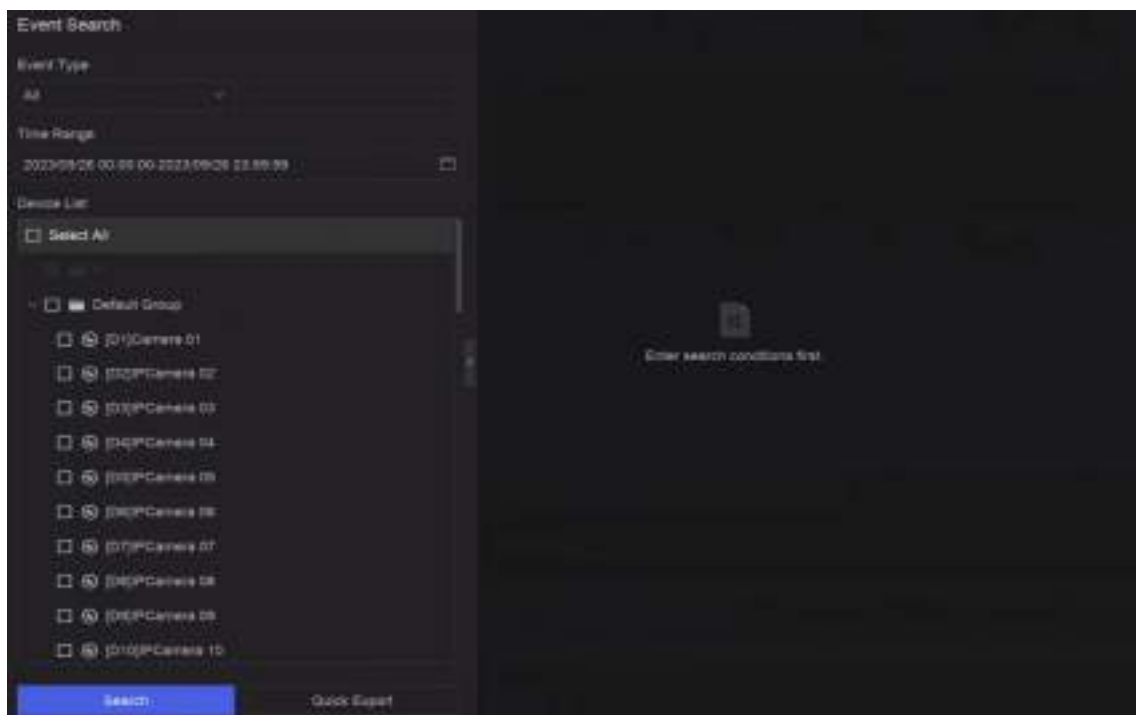 Event Search
Event Type
All
Time Range
2023/09/26 00:00:00-2023/09/26 23:59:59
Device List
Select All
Default Group
[D1]Camera 01
[D2]IPCamera 02
[D3]IPCamera 03
[D4]IPCamera 04
[D5]IPCamera 05
[D6]IPCamera 06
[D7]IPCamera 07
[D8]IPCamera 08
[D9]IPCamera 09
[D10]IPCamera 10
Enter search conditions first.
Search
Quick Export